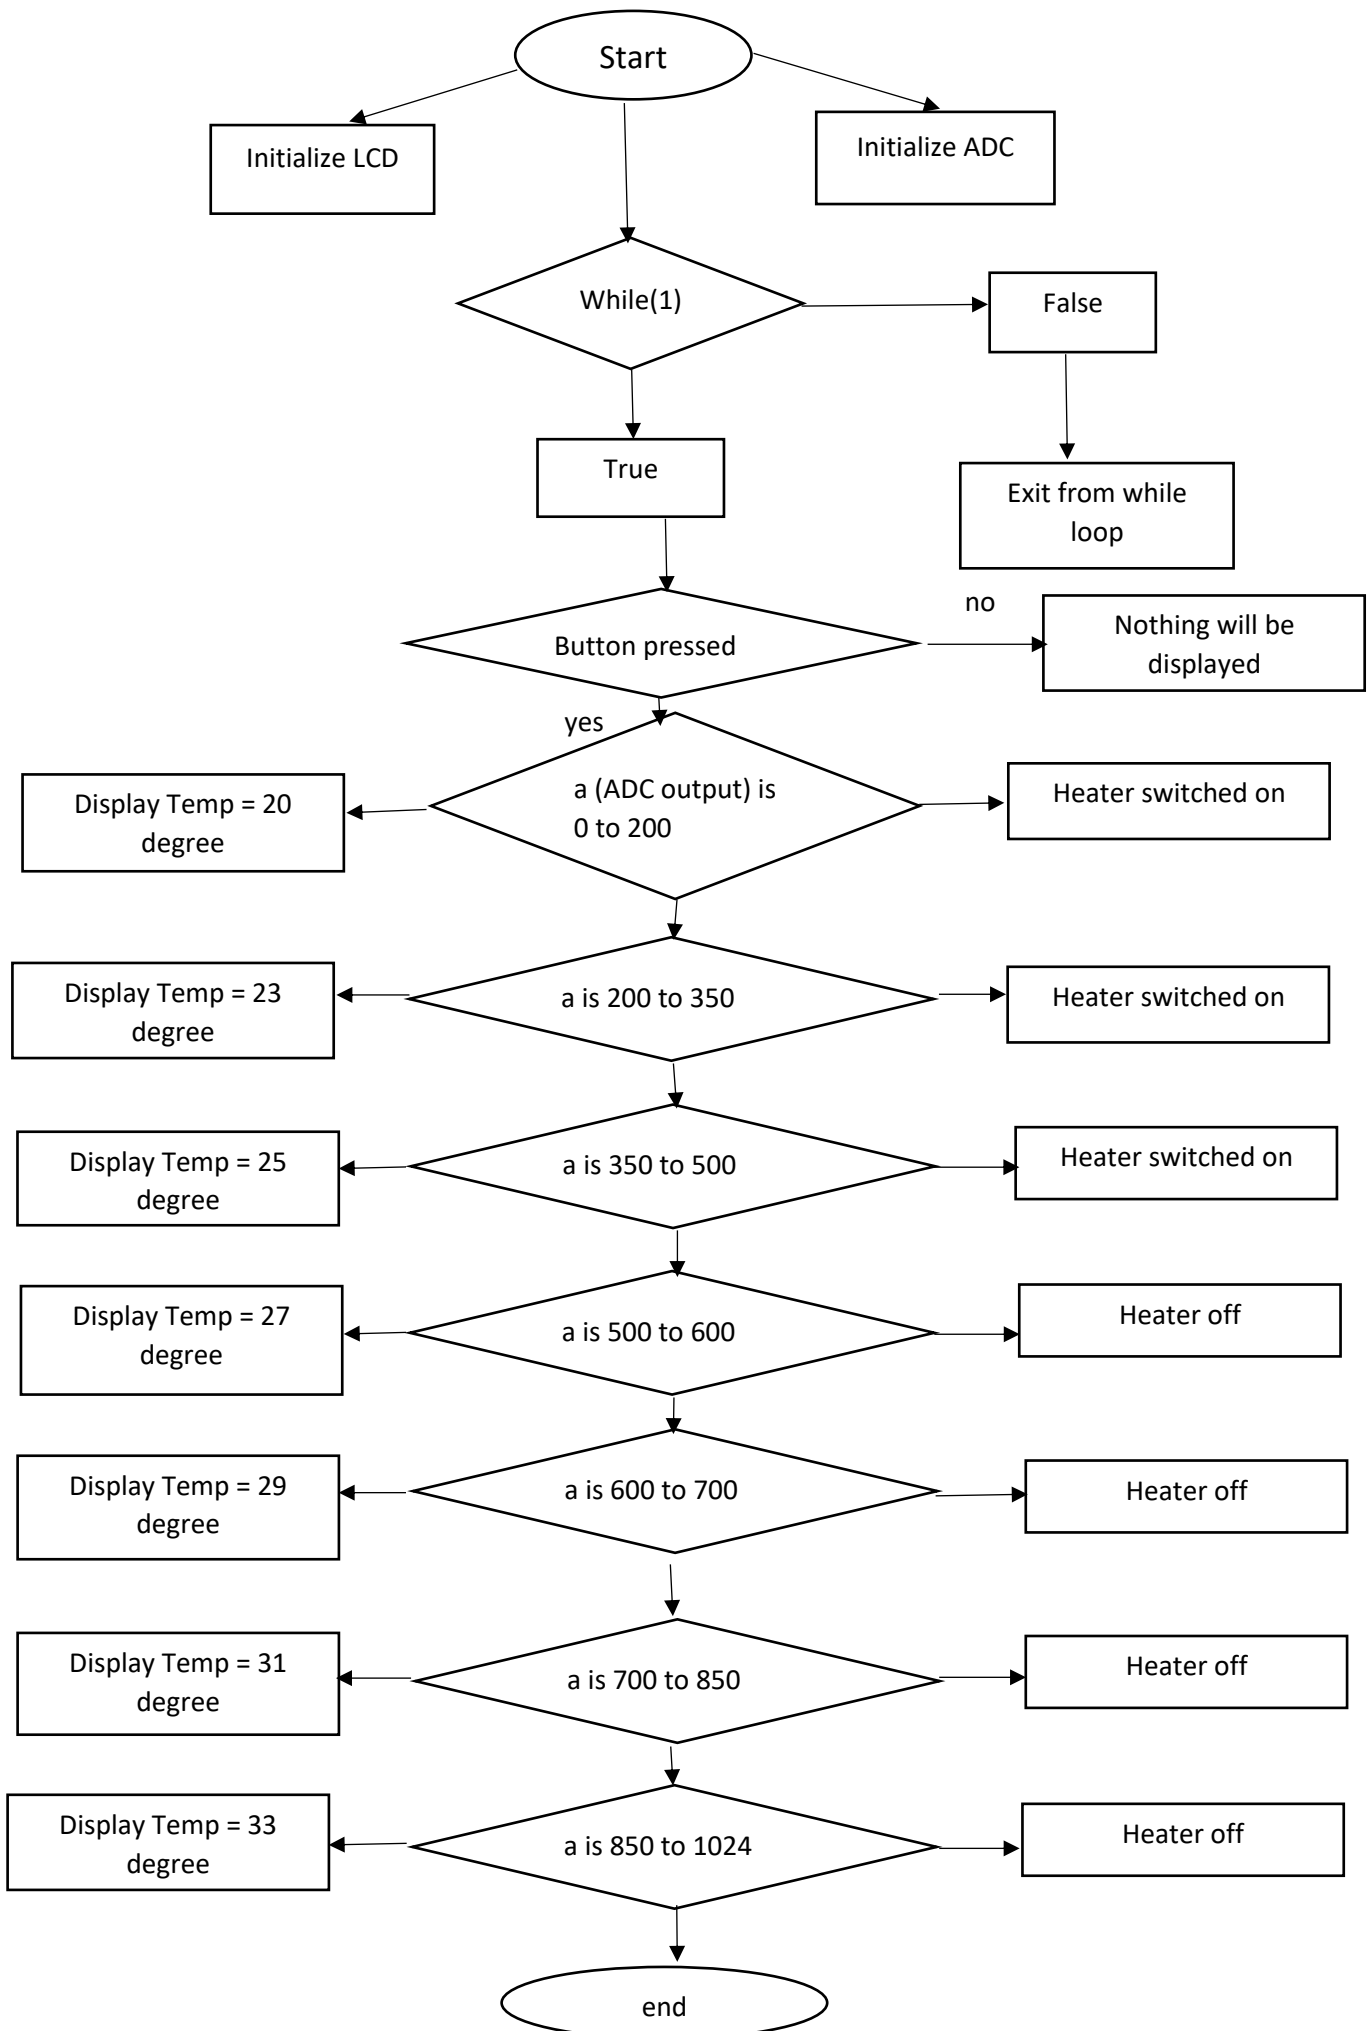 Start
Initialize LCD
Initialize ADC
While(1)
False
True
Exit from while
loop
no
Button pressed
Nothing will be
displayed
yes
Display Temp = 20
degree
a (ADC output) is
0 to 200
Heater switched on
Display Temp = 23
degree
a is 200 to 350
Heater switched on
Display Temp = 25
degree
a is 350 to 500
Heater switched on
Display Temp = 27
degree
a is 500 to 600
Heater off
Display Temp = 29
degree
a is 600 to 700
Heater off
Display Temp = 31
degree
a is 700 to 850
Heater off
Display Temp = 33
degree
a is 850 to 1024
Heater off
end